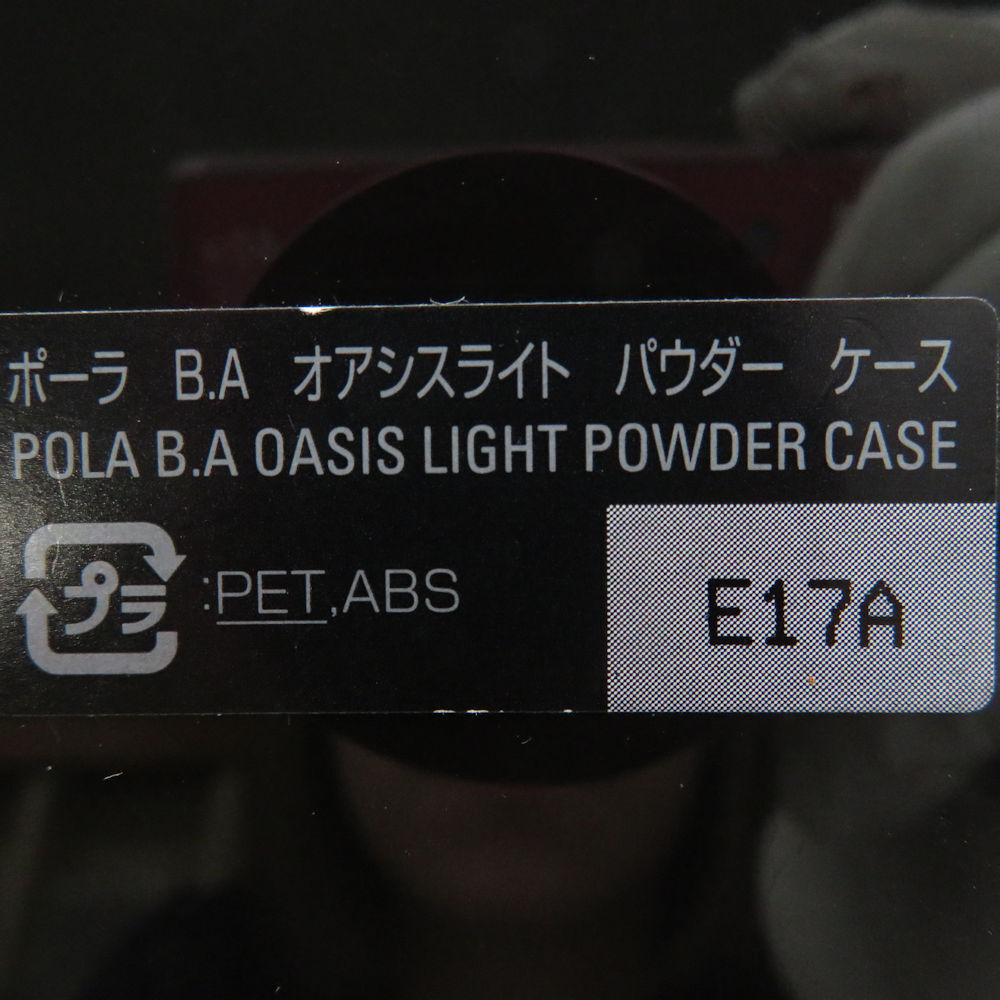 ポーラ B.A オアシスライト パウダー ケース
POLA B.A OASIS LIGHT POWDER CASE
プラ :PET,ABS
E17A